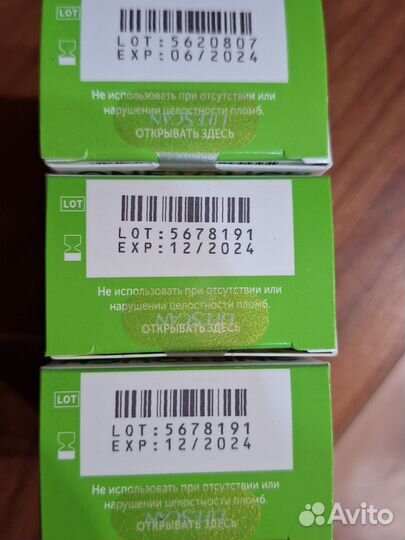 LOT
LOT:5620807
EXP:06/2024
Не использовать при отсутствии или
нарушении целостности пломб.
ОТКРЫВАТЬ ЗДЕСЬ
LOT
LOT:5678191
EXP:12/2024
Не использовать при отсутствии или
нарушении целостности пломб.
ОТКРЫВАТЬ ЗДЕСЬ
LOT
LOT:5678191
EXP:12/2024
Не использовать при отсутствии или
нарушении целостности пломб.
ОТКРЫВАТЬ ЗДЕСЬ
Avito